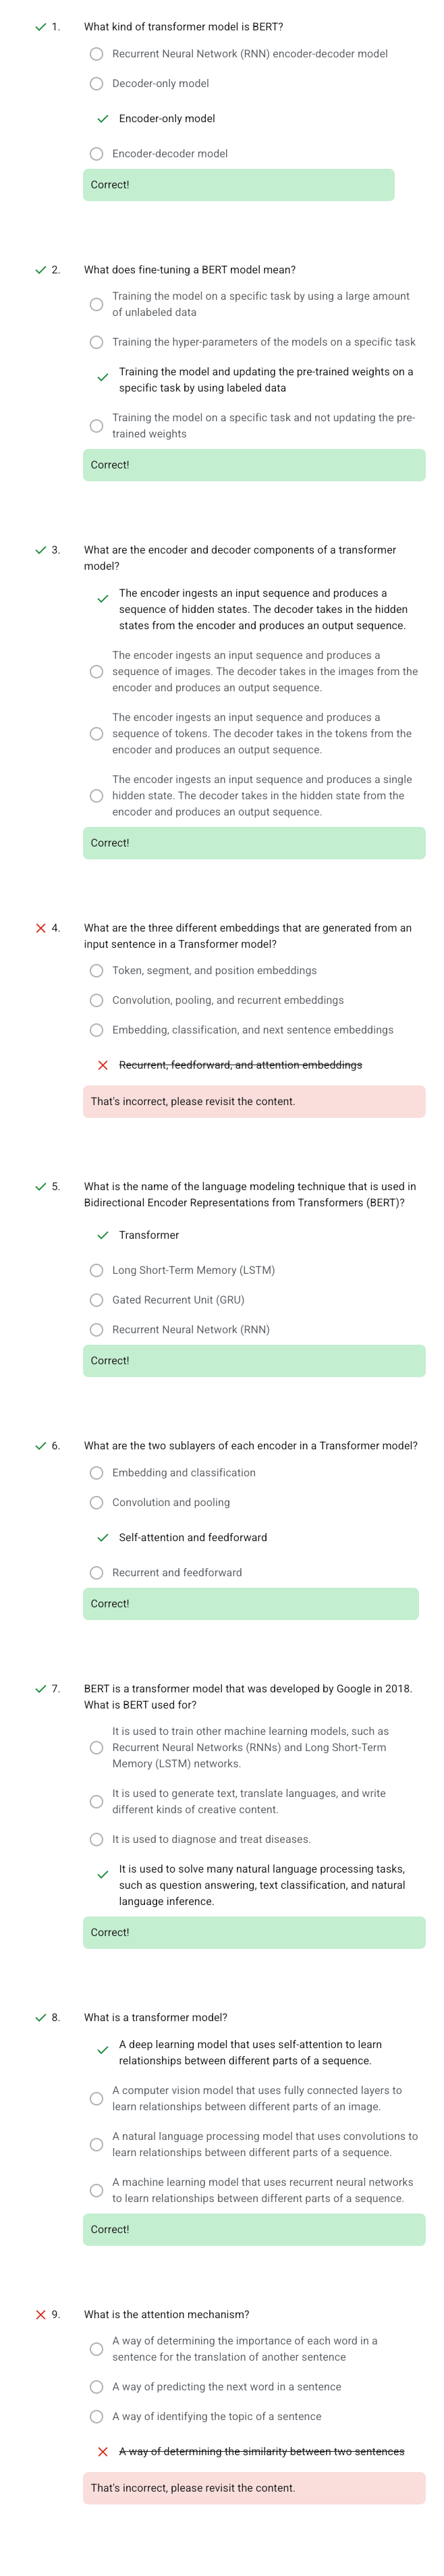 1. What kind of transformer model is BERT?
Recurrent Neural Network (RNN) encoder-decoder model
Decoder-only model
Encoder-only model
Encoder-decoder model
Correct!
2. What does fine-tuning a BERT model mean?
Training the model on a specific task by using a large amount
of unlabeled data
Training the hyper-parameters of the models on a specific task
Training the model and updating the pre-trained weights on a
specific task by using labeled data
Training the model on a specific task and not updating the pre-
trained weights
Correct!
3. What are the encoder and decoder components of a transformer
model?
The encoder ingests an input sequence and produces a
sequence of hidden states. The decoder takes in the hidden
states from the encoder and produces an output sequence.
The encoder ingests an input sequence and produces a
sequence of images. The decoder takes in the images from the
encoder and produces an output sequence.
The encoder ingests an input sequence and produces a
sequence of tokens. The decoder takes in the tokens from the
encoder and produces an output sequence.
The encoder ingests an input sequence and produces a single
hidden state. The decoder takes in the hidden state from the
encoder and produces an output sequence.
Correct!
4. What are the three different embeddings that are generated from an
input sentence in a Transformer model?
Token, segment, and position embeddings
Convolution, pooling, and recurrent embeddings
Embedding, classification, and next sentence embeddings
Recurrent, feedforward, and attention embeddings
That's incorrect, please revisit the content.
5. What is the name of the language modeling technique that is used in
Bidirectional Encoder Representations from Transformers (BERT)?
Transformer
Long Short-Term Memory (LSTM)
Gated Recurrent Unit (GRU)
Recurrent Neural Network (RNN)
Correct!
6. What are the two sublayers of each encoder in a Transformer model?
Embedding and classification
Convolution and pooling
Self-attention and feedforward
Recurrent and feedforward
Correct!
7. BERT is a transformer model that was developed by Google in 2018.
What is BERT used for?
It is used to train other machine learning models, such as
Recurrent Neural Networks (RNNs) and Long Short-Term
Memory (LSTM) networks.
It is used to generate text, translate languages, and write
different kinds of creative content.
It is used to diagnose and treat diseases.
It is used to solve many natural language processing tasks,
such as question answering, text classification, and natural
language inference.
Correct!
8. What is a transformer model?
A deep learning model that uses self-attention to learn
relationships between different parts of a sequence.
A computer vision model that uses fully connected layers to
learn relationships between different parts of an image.
A natural language processing model that uses convolutions to
learn relationships between different parts of a sequence.
A machine learning model that uses recurrent neural networks
to learn relationships between different parts of a sequence.
Correct!
9. What is the attention mechanism?
A way of determining the importance of each word in a
sentence for the translation of another sentence
A way of predicting the next word in a sentence
A way of identifying the topic of a sentence
A way of determining the similarity between two sentences
That's incorrect, please revisit the content.